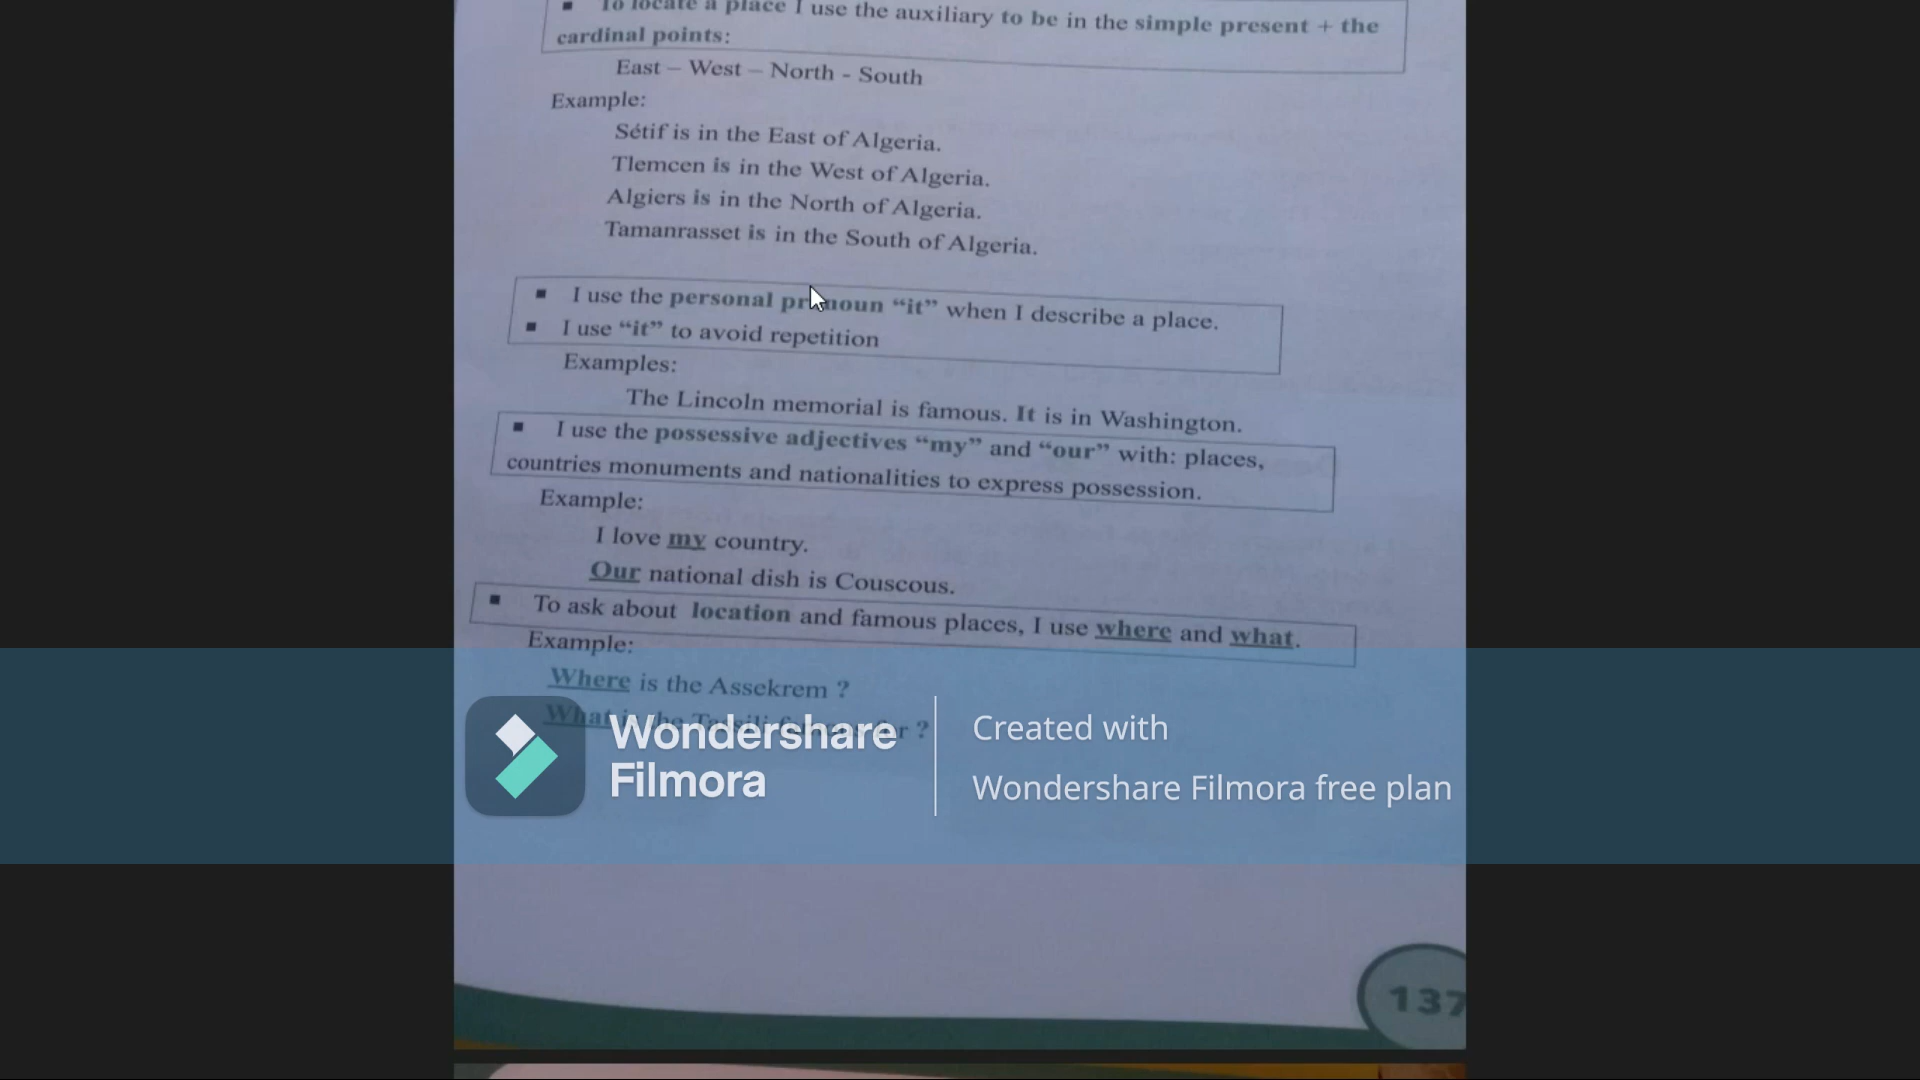 To locate a place I use the auxiliary to be in the simple present + the
cardinal points:
East – West – North - South
Example:
Sétif is in the East of Algeria.
Tlemcen is in the West of Algeria.
Algiers is in the North of Algeria.
Tamanrasset is in the South of Algeria.
▪ I use the personal pronoun “it” when I describe a place.
▪ I use “it” to avoid repetition
Examples:
The Lincoln memorial is famous. It is in Washington.
▪ I use the possessive adjectives “my” and “our” with: places,
countries monuments and nationalities to express possession.
Example:
I love my country.
Our national dish is Couscous.
▪ To ask about location and famous places, I use where and what.
Example:
Where is the Assekrem ?
What is the Tassili ?
Wondershare
Filmora
Created with
Wondershare Filmora free plan
137